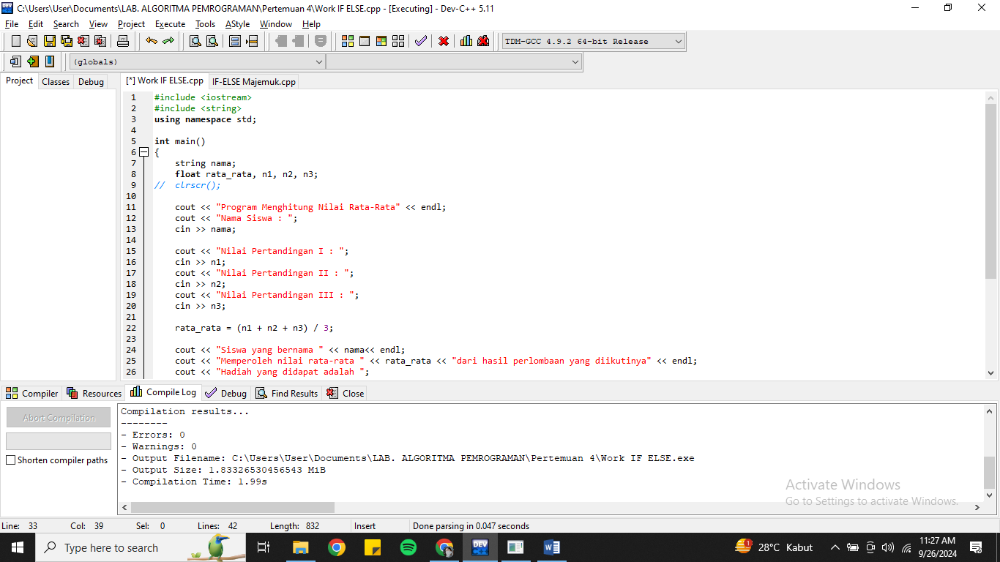 C:\Users\User\Documents\LAB. ALGORITMA PEMROGRAMAN\Pertemuan 4\Work IF ELSE.cpp - [Executing] - Dev-C++ 5.11
File Edit Search View Project Execute Tools AStyle Window Help
TDM-GCC 4.9.2 64-bit Release
(globals)
Project Classes Debug [*] Work IF ELSE.cpp IF-ELSE Majemuk.cpp
1 #include <iostream>
2 #include <string>
3 using namespace std;
4
5 int main()
6 {
7 string nama;
8 float rata_rata, n1, n2, n3;
9 // clrscr();
10
11 cout << "Program Menghitung Nilai Rata-Rata" << endl;
12 cout << "Nama Siswa : ";
13 cin >> nama;
14
15 cout << "Nilai Pertandingan I : ";
16 cin >> n1;
17 cout << "Nilai Pertandingan II : ";
18 cin >> n2;
19 cout << "Nilai Pertandingan III : ";
20 cin >> n3;
21
22 rata_rata = (n1 + n2 + n3) / 3;
23
24 cout << "Siswa yang bernama " << nama<< endl;
25 cout << "Memperoleh nilai rata-rata " << rata_rata << "dari hasil perlombaan yang diikutinya" << endl;
26 cout << "Hadiah yang didapat adalah ";
Compiler Resources Compile Log Debug Find Results Close
Abort Compilation
Shorten compiler paths
Compilation results...
--------
- Errors: 0
- Warnings: 0
- Output Filename: C:\Users\User\Documents\LAB. ALGORITMA PEMROGRAMAN\Pertemuan 4\Work IF ELSE.exe
- Output Size: 1.83326530456543 MiB
- Compilation Time: 1.99s
Activate Windows
Go to Settings to activate Windows.
Line: 33 Col: 39 Sel: 0 Lines: 42 Length: 832 Insert Done parsing in 0.047 seconds
Type here to search
DEV
28°C Kabut
11:27 AM
9/26/2024